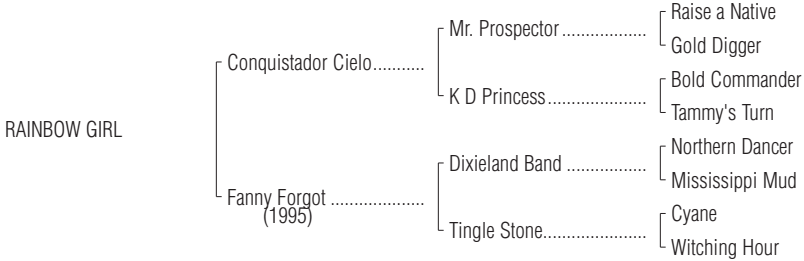 Raise a Native
Mr. Prospector..................
Gold Digger
Conquistador Cielo...........
Bold Commander
K D Princess.....................
Tammy's Turn
RAINBOW GIRL
Northern Dancer
Dixieland Band .................
Mississippi Mud
Fanny Forgot ....................
(1995)
Cyane
Tingle Stone......................
Witching Hour